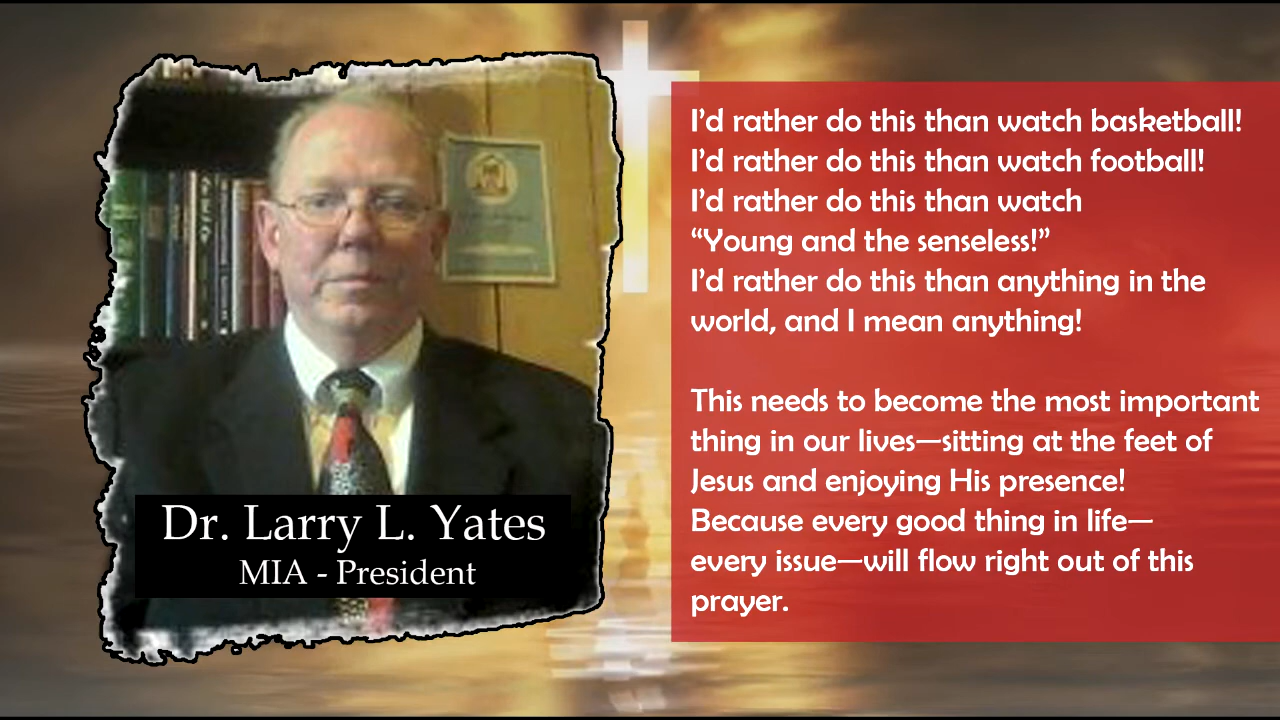 Dr. Larry L. Yates
MIA - President
I’d rather do this than watch basketball!
I’d rather do this than watch football!
I’d rather do this than watch
“Young and the senseless!”
I’d rather do this than anything in the
world, and I mean anything!
This needs to become the most important
thing in our lives—sitting at the feet of
Jesus and enjoying His presence!
Because every good thing in life—
every issue—will flow right out of this
prayer.